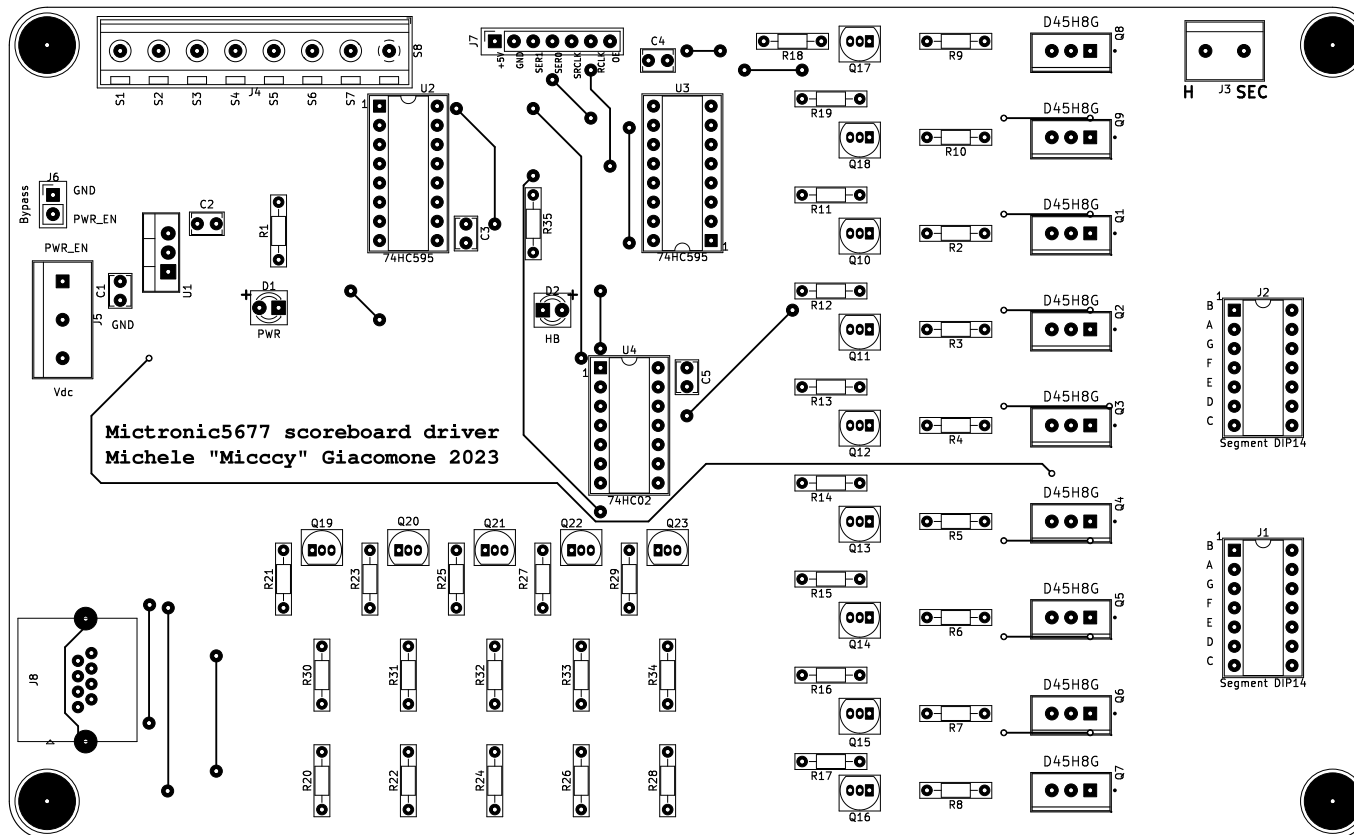 D45H8G
Q8
R18
Q17
R9
H J3 SEC
J7
+5V
GND
SER1
SER0
SRCLK
RCLK
OE
C4
S8
S1
S2
S3
S4
J4
S5
S6
S7
U2
1
74HC595
U3
1
74HC595
R19
Q18
R10
D45H8G
Q9
J6
Bypass
GND
PWR_EN
C2
U1
R1
C3
R35
R11
Q10
R2
D45H8G
Q1
PWR_EN
C1
J5
GND
Vdc
D1
+
PWR
D2
+
HB
R12
Q11
R3
D45H8G
Q2
J2
1
B
A
G
F
E
D
C
Segment DIP14
U4
1
74HC02
C5
R13
Q12
R4
D45H8G
Q3
Mictronic5677 scoreboard driver
Michele "Micccy" Giacomone 2023
R14
Q13
R5
D45H8G
Q4
Q19
Q20
Q21
Q22
Q23
R21
R23
R25
R27
R29
J1
1
B
A
G
F
E
D
C
Segment DIP14
R15
Q14
R6
D45H8G
Q5
J8
R30
R31
R32
R33
R34
R16
Q15
R7
D45H8G
Q6
R20
R22
R24
R26
R28
R17
Q16
R8
D45H8G
Q7